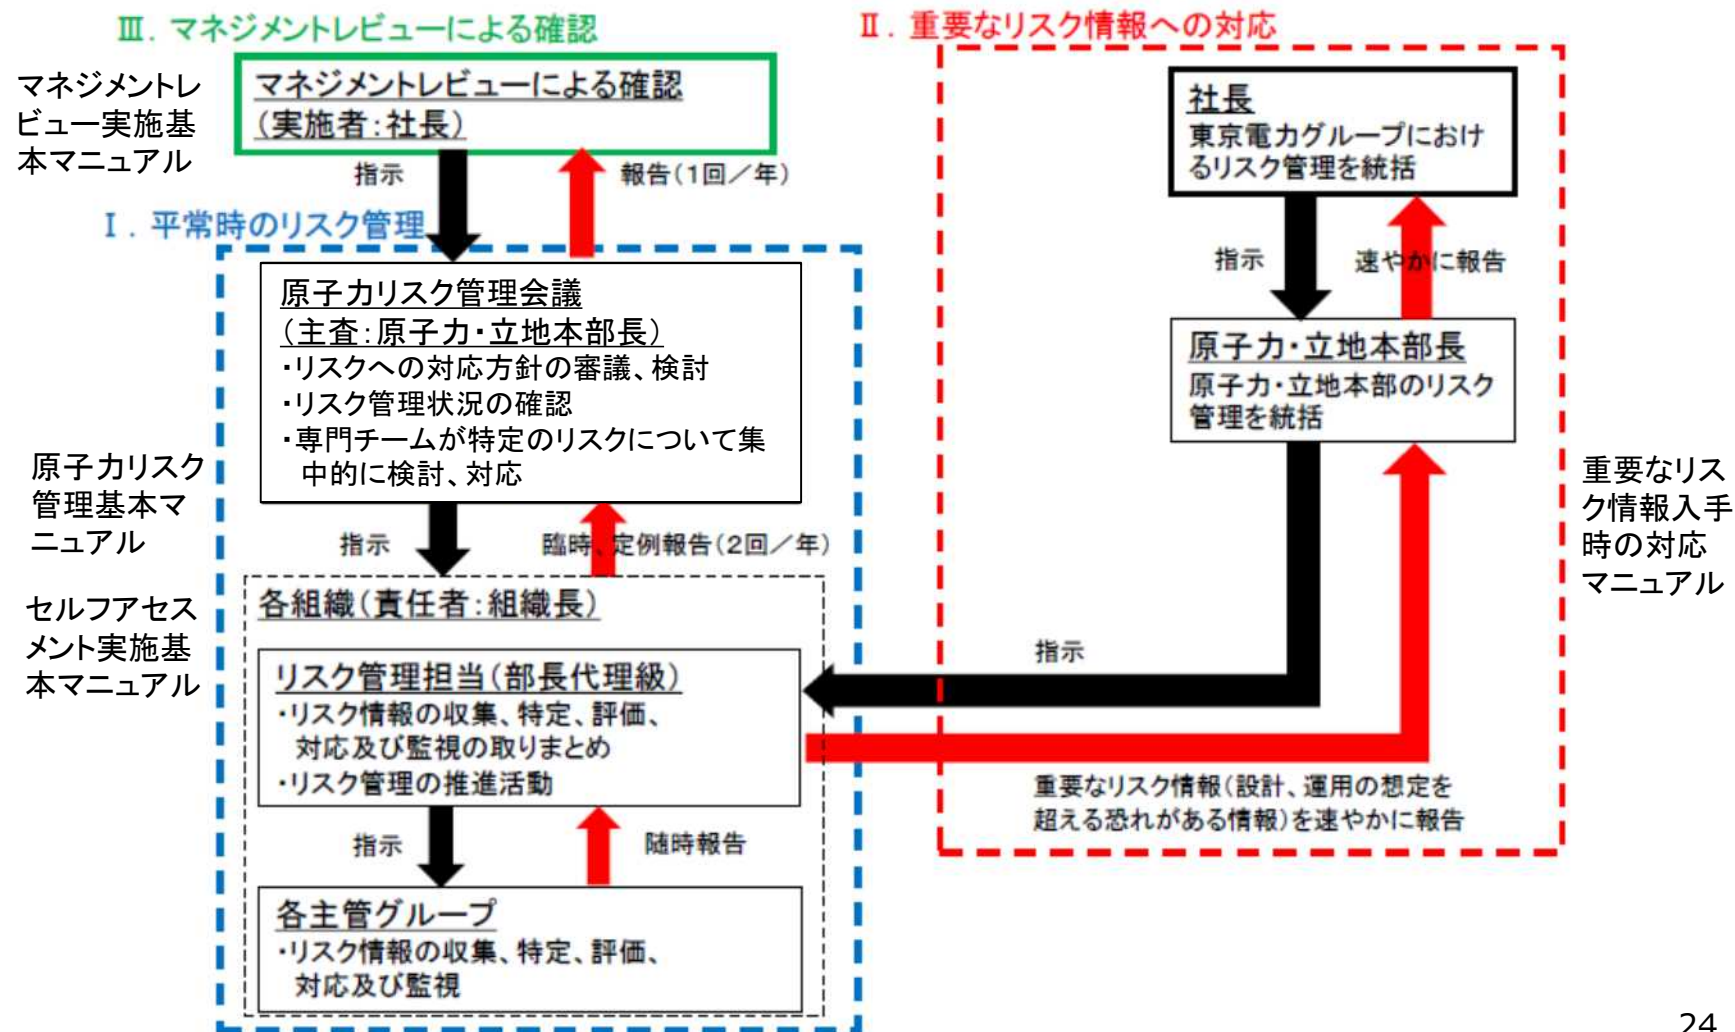 Ⅲ．マネジメントレビューによる確認
マネジメントレ
ビュー実施基
本マニュアル
マネジメントレビューによる確認
(実施者：社長)
指示
報告(1回／年)
Ⅰ．平常時のリスク管理
原子力リスク管理会議
(主査：原子力・立地本部長)
・リスクへの対応方針の審議、検討
・リスク管理状況の確認
・専門チームが特定のリスクについて集
中的に検討、対応
原子力リスク
管理基本マ
ニュアル
指示
臨時、定例報告(2回／年)
セルフアセス
メント実施基
本マニュアル
各組織(責任者：組織長)
リスク管理担当(部長代理級)
・リスク情報の収集、特定、評価、
対応及び監視の取りまとめ
・リスク管理の推進活動
指示
随時報告
各主管グループ
・リスク情報の収集、特定、評価、
対応及び監視
Ⅱ．重要なリスク情報への対応
社長
東京電力グループにおけ
るリスク管理を統括
指示
速やかに報告
原子力・立地本部長
原子力・立地本部のリスク
管理を統括
重要なリス
ク情報入手
時の対応
マニュアル
指示
重要なリスク情報(設計、運用の想定を
超える恐れがある情報)を速やかに報告
24